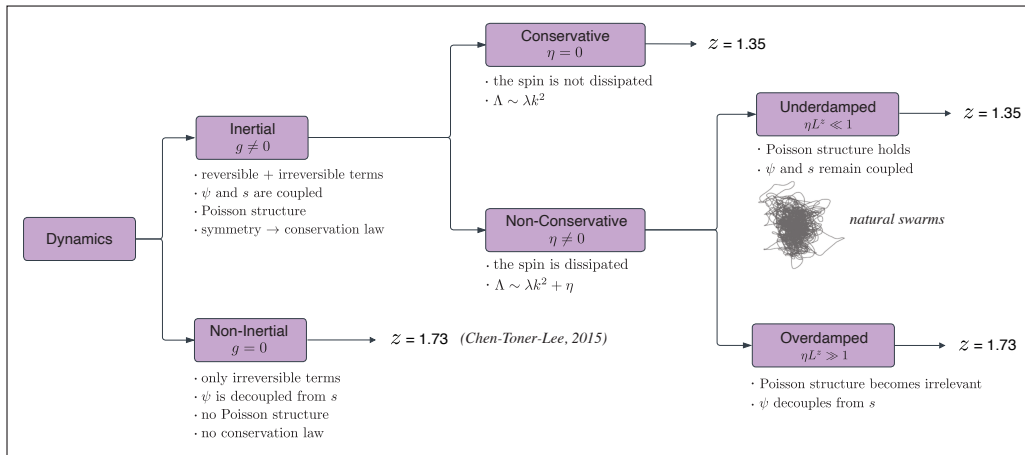 Dynamics
Inertial
g ≠ 0
· reversible + irreversible terms
· ψ and s are coupled
· Poisson structure
· symmetry → conservation law
Non-Inertial
g = 0
z = 1.73 (Chen-Toner-Lee, 2015)
· only irreversible terms
· ψ is decoupled from s
· no Poisson structure
· no conservation law
Conservative
η = 0
z = 1.35
· the spin is not dissipated
· Λ ∼ λk²
Non-Conservative
η ≠ 0
· the spin is dissipated
· Λ ∼ λk² + η
Underdamped
ηLᶻ ≪ 1
z = 1.35
· Poisson structure holds
· ψ and s remain coupled
natural swarms
Overdamped
ηLᶻ ≫ 1
z = 1.73
· Poisson structure becomes irrelevant
· ψ decouples from s